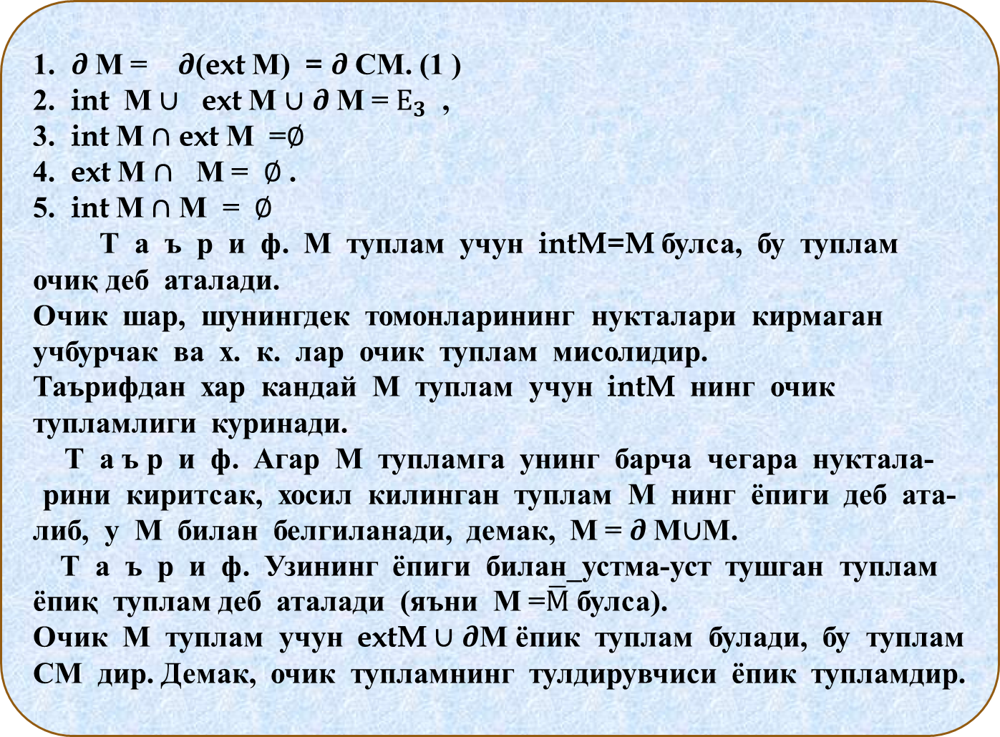 1. ∂ M = ∂(ext M) = ∂ CM. (1 )
2. int M ∪ ext M ∪ ∂ M = E₃ ,
3. int M ∩ ext M =∅
4. ext M ∩ M = ∅ .
5. int M ∩ M = ∅
Т а ъ р и ф. М туплам учун intM=M булса, бу туплам
очиқ деб аталади.
Очик шар, шунингдек томонларининг нукталари кирмаган
учбурчак ва х. к. лар очик туплам мисолидир.
Таърифдан хар кандай М туплам учун intM нинг очик
тупламлиги куринади.
Т а ъ р и ф. Агар М тупламга унинг барча чегара нуктала-
рини киритсак, хосил килинган туплам М нинг ёпиги деб ата-
либ, у М билан белгиланади, демак, М = ∂ M∪M.
Т а ъ р и ф. Узининг ёпиги билан_устма-уст тушган туплам
ёпиқ туплам деб аталади (яъни М =M̅ булса).
Очик М туплам учун extM ∪ ∂M ёпик туплам булади, бу туплам
СМ дир. Демак, очик тупламнинг тулдирувчиси ёпик тупламдир.